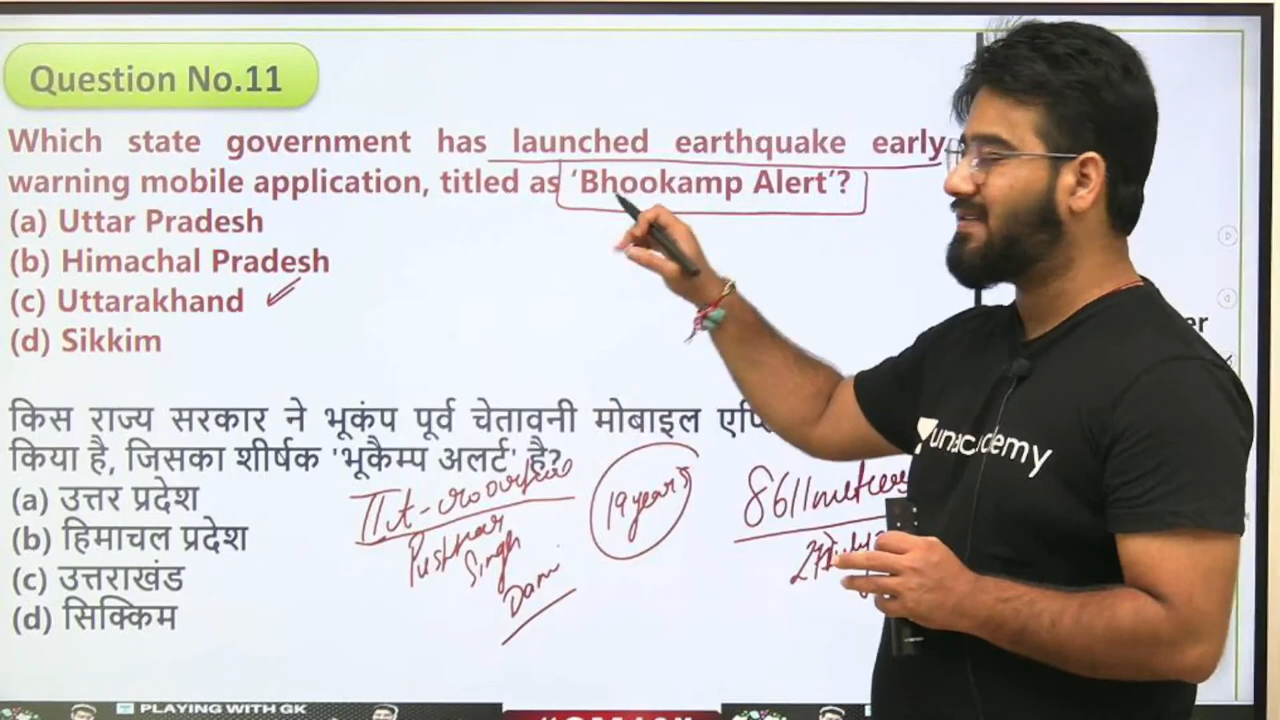 Question No.11
Which state government has launched earthquake early
warning mobile application, titled as ‘Bhookamp Alert’?
(a) Uttar Pradesh
(b) Himachal Pradesh
(c) Uttarakhand
(d) Sikkim
किस राज्य सरकार ने भूकंप पूर्व चेतावनी मोबाइल
किया है, जिसका शीर्षक 'भूकैम्प अलर्ट' है?
(a) उत्तर प्रदेश
(b) हिमाचल प्रदेश
(c) उत्तराखंड
(d) सिक्किम
Pushkar
Singh
Dami
19 years
8611 metres
unacademy
PLAYING WITH GK